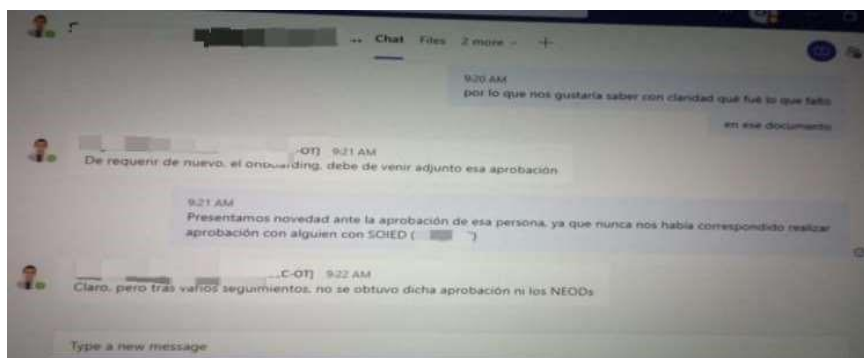 Chat Files 2 more +
9:20 AM
por lo que nos gustaría saber con claridad qué fué lo que falto
en ese documento
-OT) 9:21 AM
De requerir de nuevo, el onboarding, debe de venir adjunto esa aprobación
9:21 AM
Presentamos novedad ante la aprobación de esa persona, ya que nunca nos había correspondido realizar
aprobación con alguien con SOIED ( )
C-OT) 9:22 AM
Claro, pero tras varios seguimientos, no se obtuvo dicha aprobación ni los NEODs
Type a new message